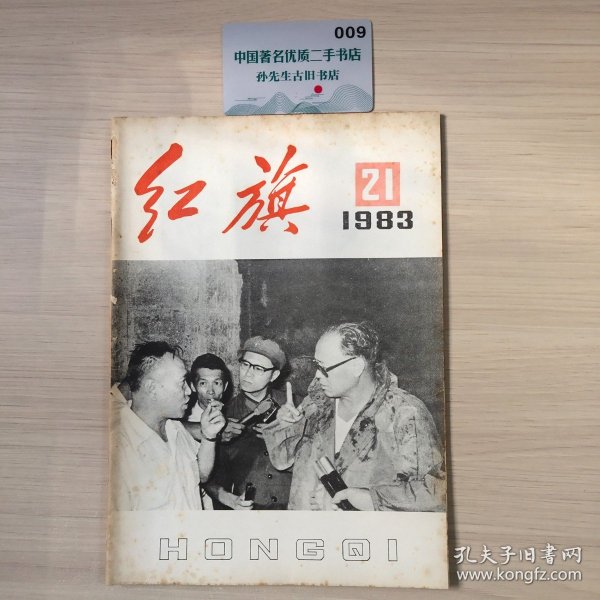 009
中国著名优质二手书店
孙先生古旧书店
红旗
21
1983
HONGQI
孔夫子旧书网
www.kongfz.com